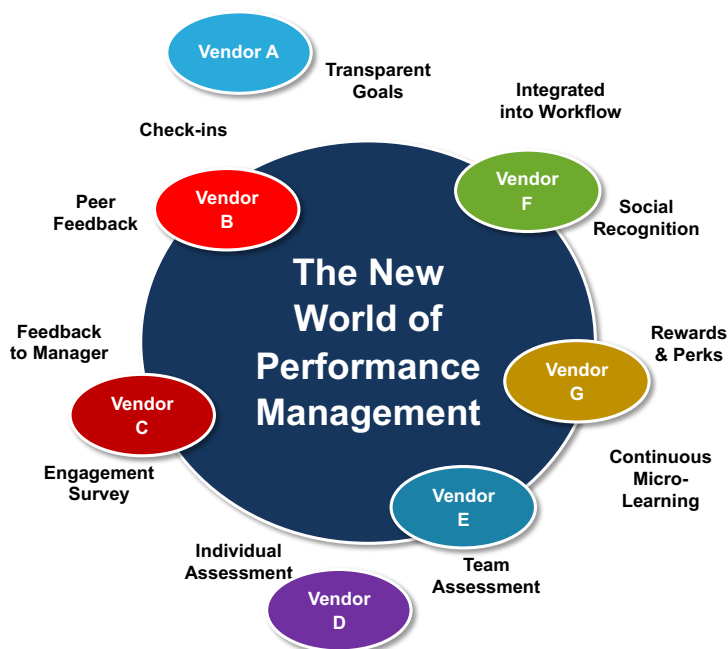 Vendor A
Transparent
Goals
Integrated
into Workflow
Check-ins
Vendor
B
Vendor
F
Peer
Feedback
Social
Recognition
The New
World of
Performance
Management
Feedback
to Manager
Rewards
& Perks
Vendor
G
Vendor
C
Engagement
Survey
Continuous
Micro-
Learning
Vendor
E
Individual
Assessment
Team
Assessment
Vendor
D